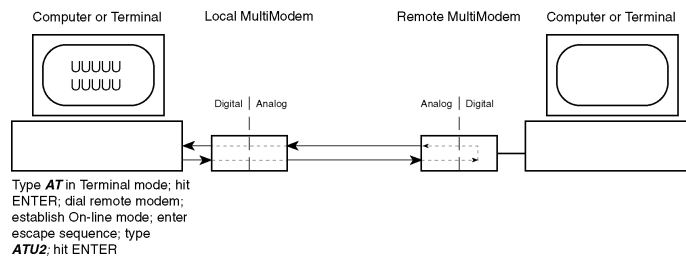 Computer or Terminal
Local MultiModem
Remote MultiModem
Computer or Terminal
UUUUU
UUUUU
Digital | Analog
Analog | Digital
Type AT in Terminal mode; hit
ENTER; dial remote modem;
establish On-line mode; enter
escape sequence; type
ATU2; hit ENTER